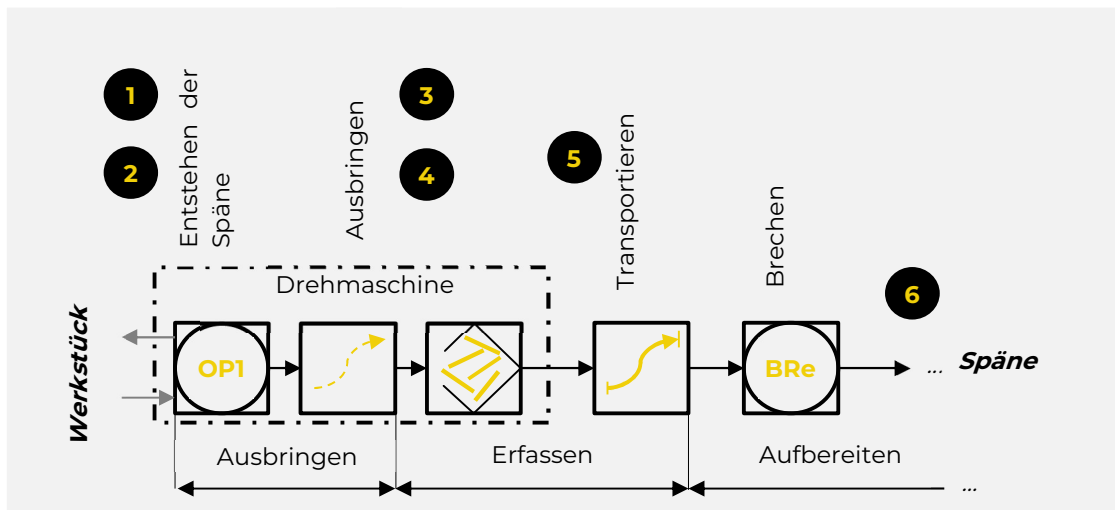 1
2
Entstehen der
Späne
Ausbringen
3
4
5
Transportieren
Brechen
6
Drehmaschine
Werkstück
OP1
BRe
... Späne
Ausbringen
Erfassen
Aufbereiten
...